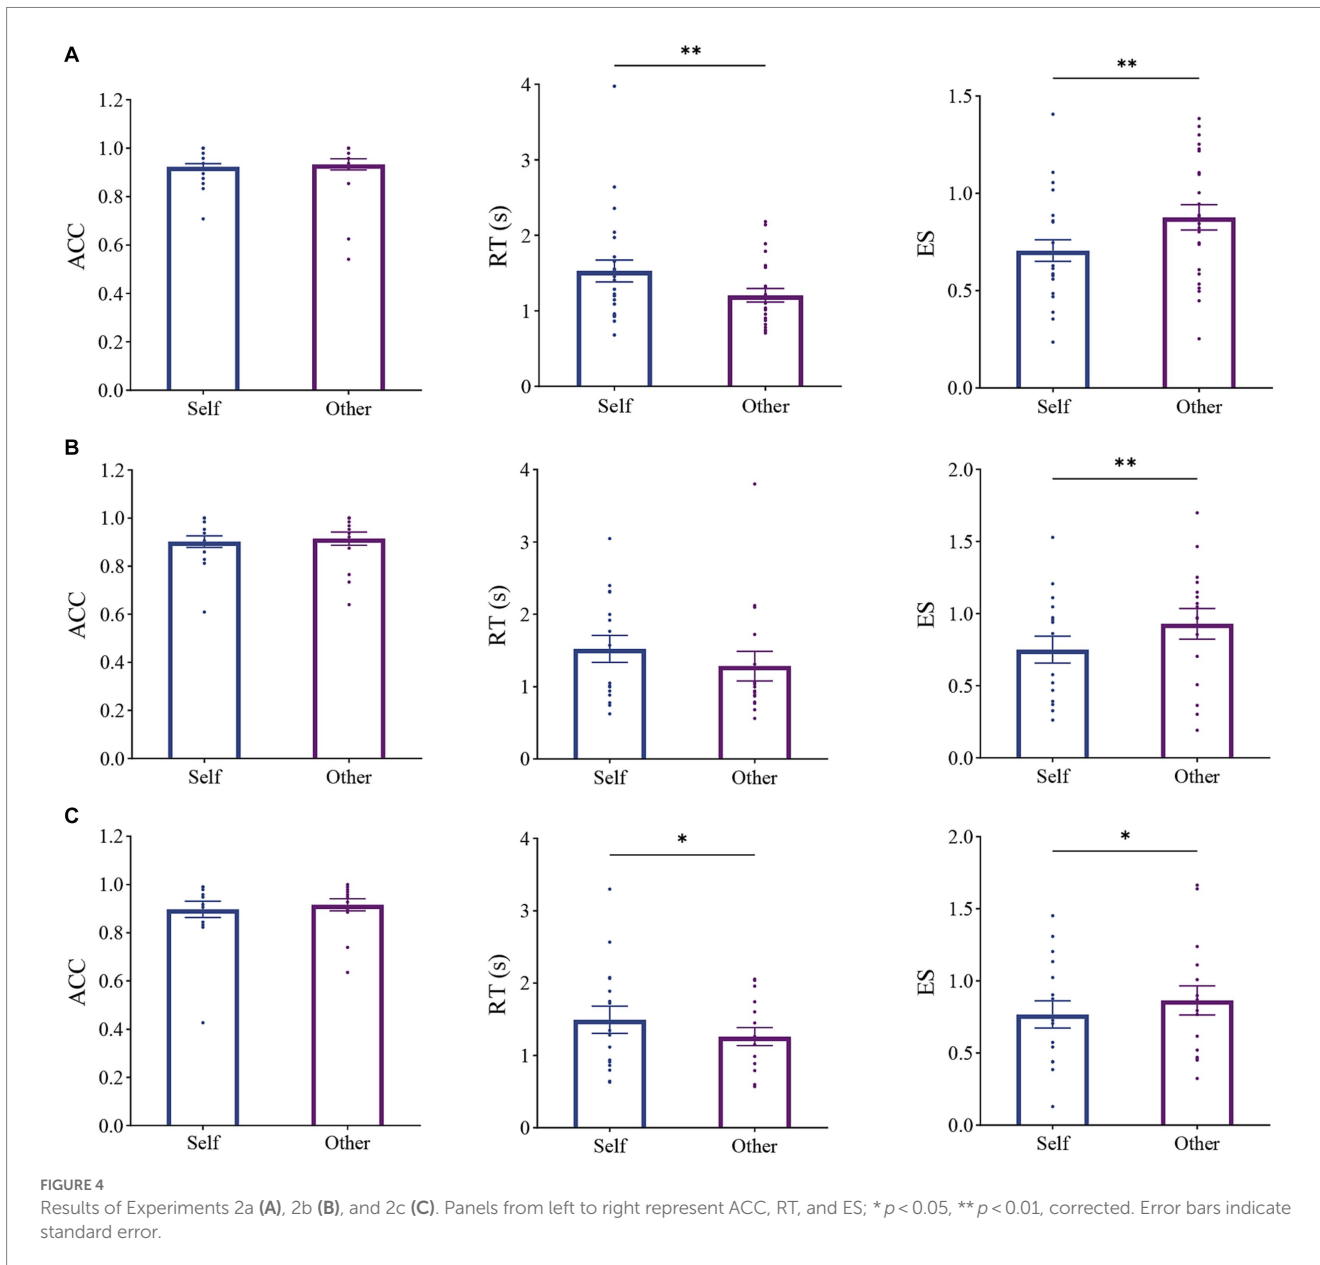 A
**
**
1.2
1.0
0.8
0.6
0.4
0.2
0.0
ACC
Self
Other
4
3
2
1
0
RT (s)
Self
Other
1.5
1.0
0.5
0.0
ES
Self
Other
B
**
1.2
1.0
0.8
0.6
0.4
0.2
0.0
ACC
Self
Other
4
3
2
1
0
RT (s)
Self
Other
2.0
1.5
1.0
0.5
0.0
ES
Self
Other
C
*
*
1.2
1.0
0.8
0.6
0.4
0.2
0.0
ACC
Self
Other
4
3
2
1
0
RT (s)
Self
Other
2.0
1.5
1.0
0.5
0.0
ES
Self
Other
FIGURE 4
Results of Experiments 2a (A), 2b (B), and 2c (C). Panels from left to right represent ACC, RT, and ES; * p < 0.05, ** p < 0.01, corrected. Error bars indicate
standard error.